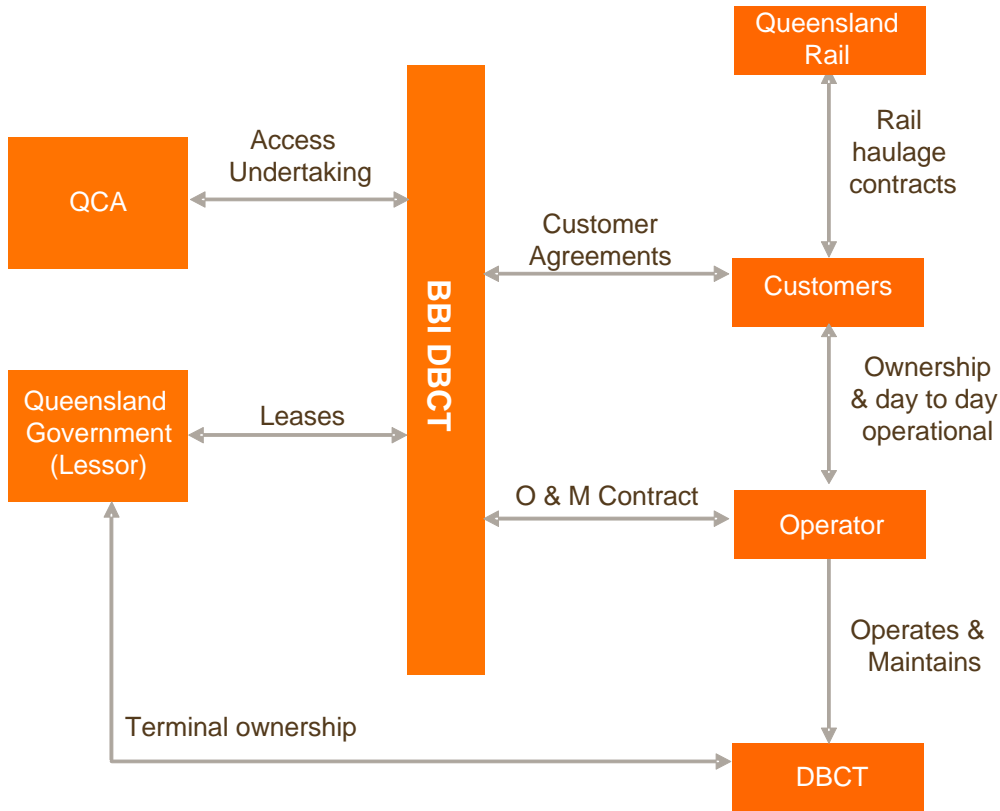 Queensland
Rail
Access
Undertaking
Rail
haulage
contracts
QCA
Customer
Agreements
BBI DBCT
Customers
Queensland
Government
(Lessor)
Leases
Ownership
& day to day
operational
O & M Contract
Operator
Operates &
Maintains
Terminal ownership
DBCT